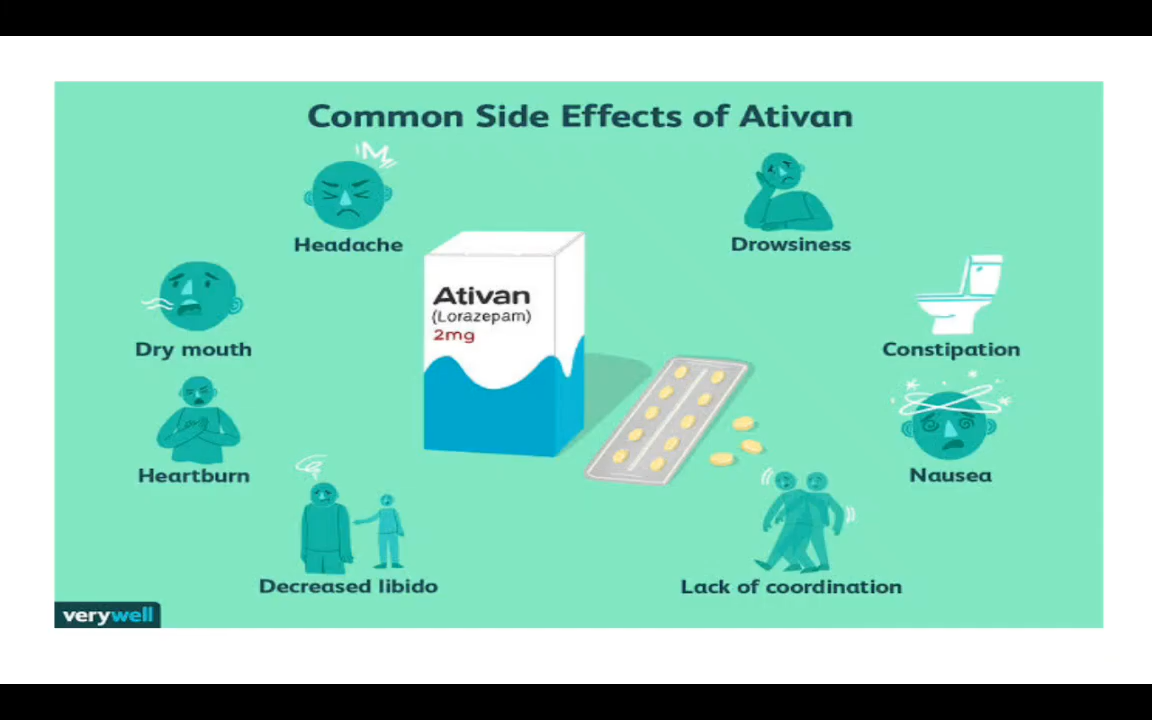 Common Side Effects of Ativan
Headache
Drowsiness
Ativan
(Lorazepam)
2mg
Dry mouth
Constipation
Heartburn
Nausea
Decreased libido
Lack of coordination
verywell